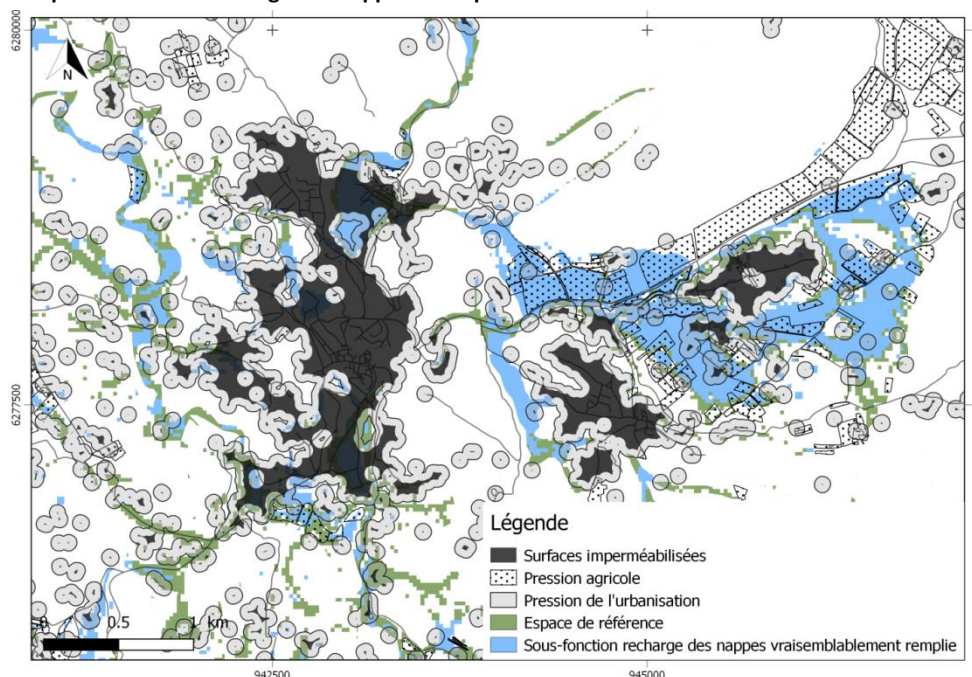 6280000
N
6277500
Légende
Surfaces imperméabilisées
Pression agricole
Pression de l'urbanisation
Espace de référence
Sous-fonction recharge des nappes vraisemblablement remplie
0 0.5 1 km
942500 945000